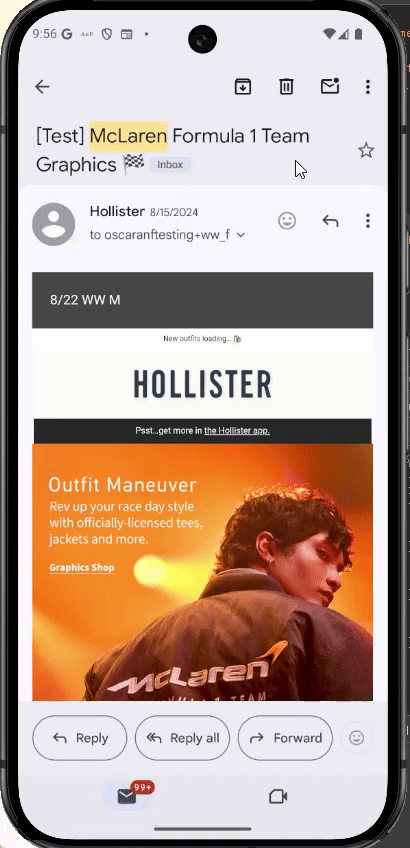 9:56
[Test] McLaren Formula 1 Team
Graphics 🏁 Inbox
Hollister 8/15/2024
to oscaranftesting+ww_f
8/22 WW M
New outfits loading...
HOLLISTER
Psst...get more in the Hollister app.
Outfit Maneuver
Rev up your race day style
with officially-licensed tees,
jackets and more.
Graphics Shop
McLaren
TEAM
Reply
Reply all
Forward
99+